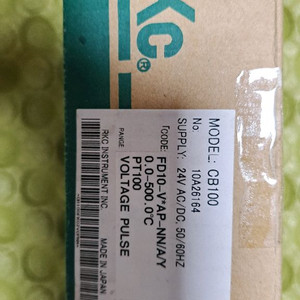 RKC®
MODEL: CB100
No. 10A26164
SUPPLY: 24V AC/DC 50/60HZ
CODE: FD10-V*AP-NN/A/Y
RANGE: 0.0-500.0°C
PT100
VOLTAGE PULSE
RKC INSTRUMENT INC. MADE IN JAPAN